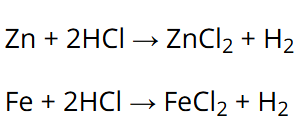 Zn + 2HCl → ZnCl₂ + H₂
Fe + 2HCl → FeCl₂ + H₂